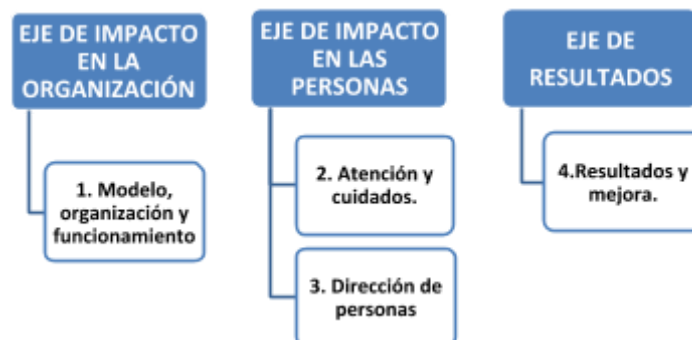 EJE DE IMPACTO
EN LA
ORGANIZACIÓN
1. Modelo,
organización y
funcionamiento
EJE DE IMPACTO
EN LAS
PERSONAS
2. Atención y
cuidados.
3. Dirección de
personas
EJE DE
RESULTADOS
4.Resultados y
mejora.